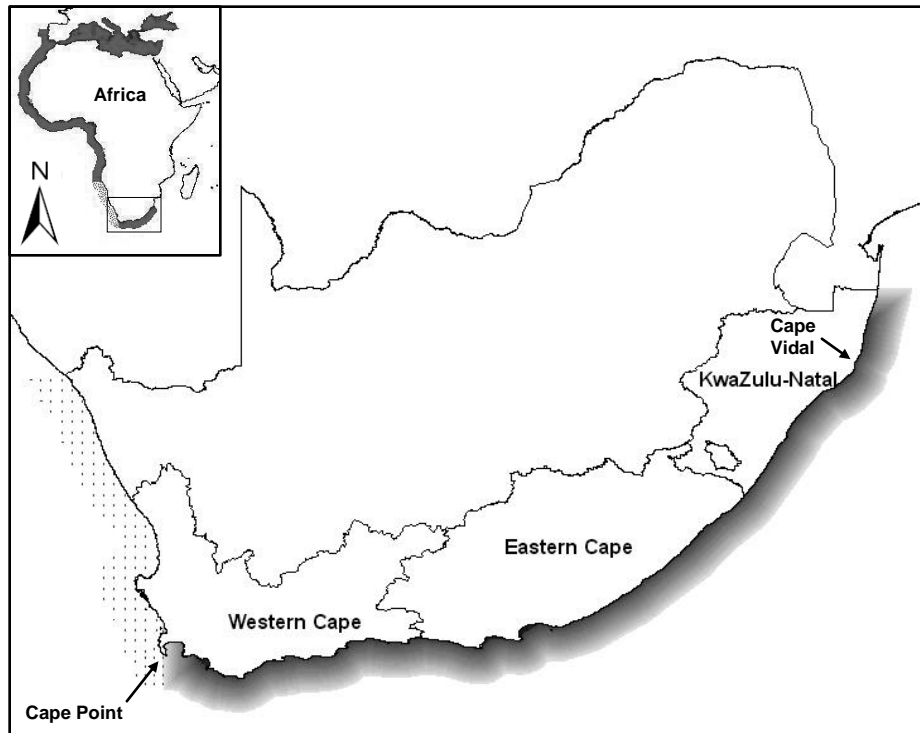 Africa
N
Cape
Vidal
KwaZulu-Natal
Eastern Cape
Western Cape
Cape Point